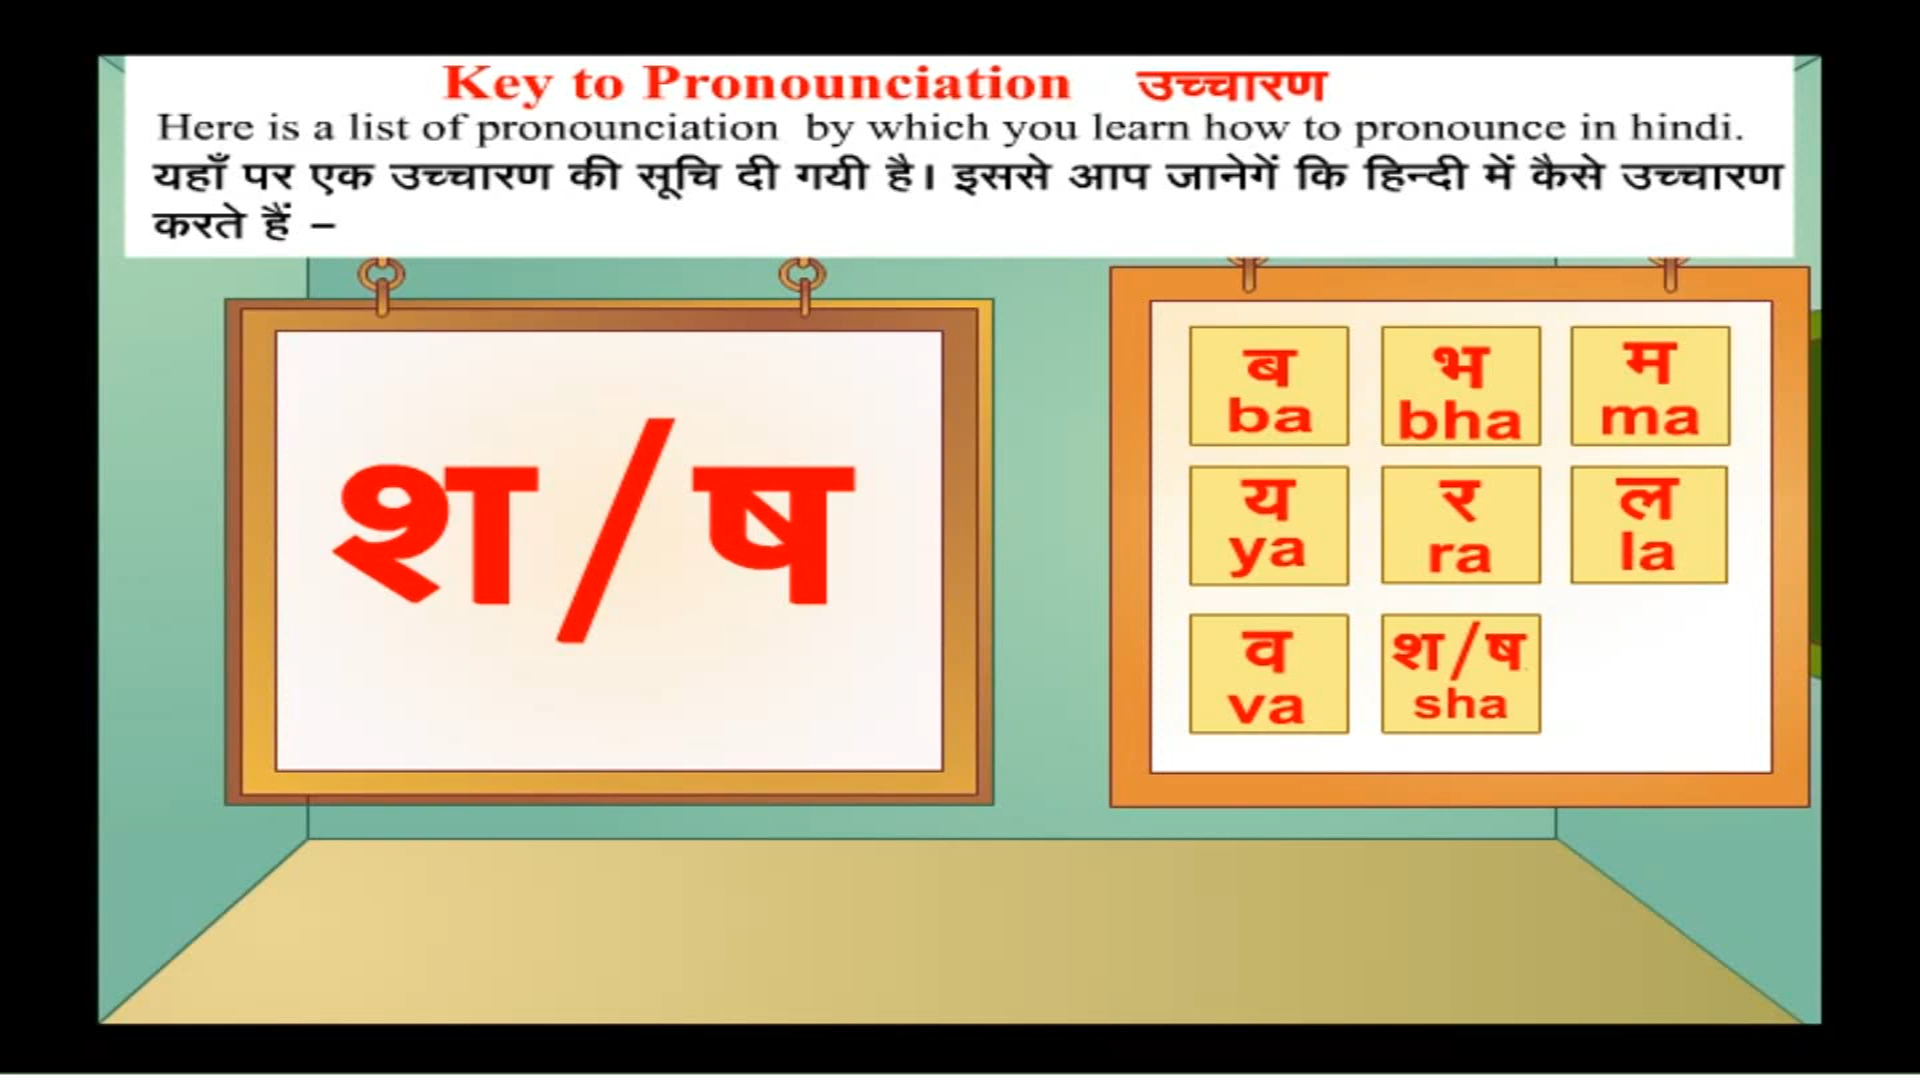 Key to Pronounciation उच्चारण
Here is a list of pronounciation by which you learn how to pronounce in hindi.
यहाँ पर एक उच्चारण की सूचि दी गयी है। इससे आप जानेगें कि हिन्दी में कैसे उच्चारण
करते हैं –
श/ष
ब भ म
ba bha ma
य र ल
ya ra la
व श/ष
va sha